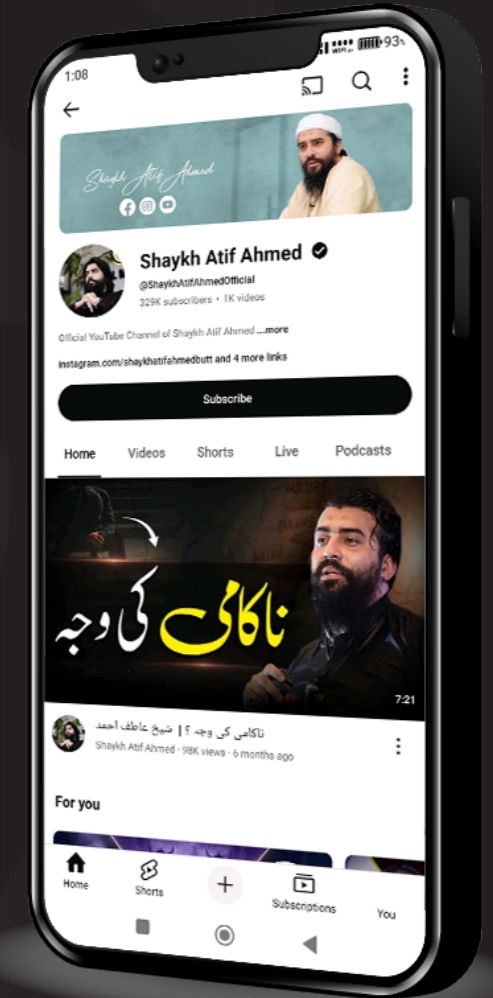 1:08
WiFi
93%
Shaykh Atif Ahmed
Shaykh Atif Ahmed
@ShaykhAtifAhmedOfficial
329K subscribers • 1K videos
Official YouTube Channel of Shaykh Atif Ahmed ...more
instagram.com/shaykhatifahmedbutt and 4 more links
Subscribe
Home Videos Shorts Live Podcasts
FAILURE
ناکامی کی وجہ
7:21
ناکامی کی وجہ ؟ | شیخ عاطف احمد
Shaykh Atif Ahmed · 98K views · 6 months ago
For you
Home Shorts Subscriptions You